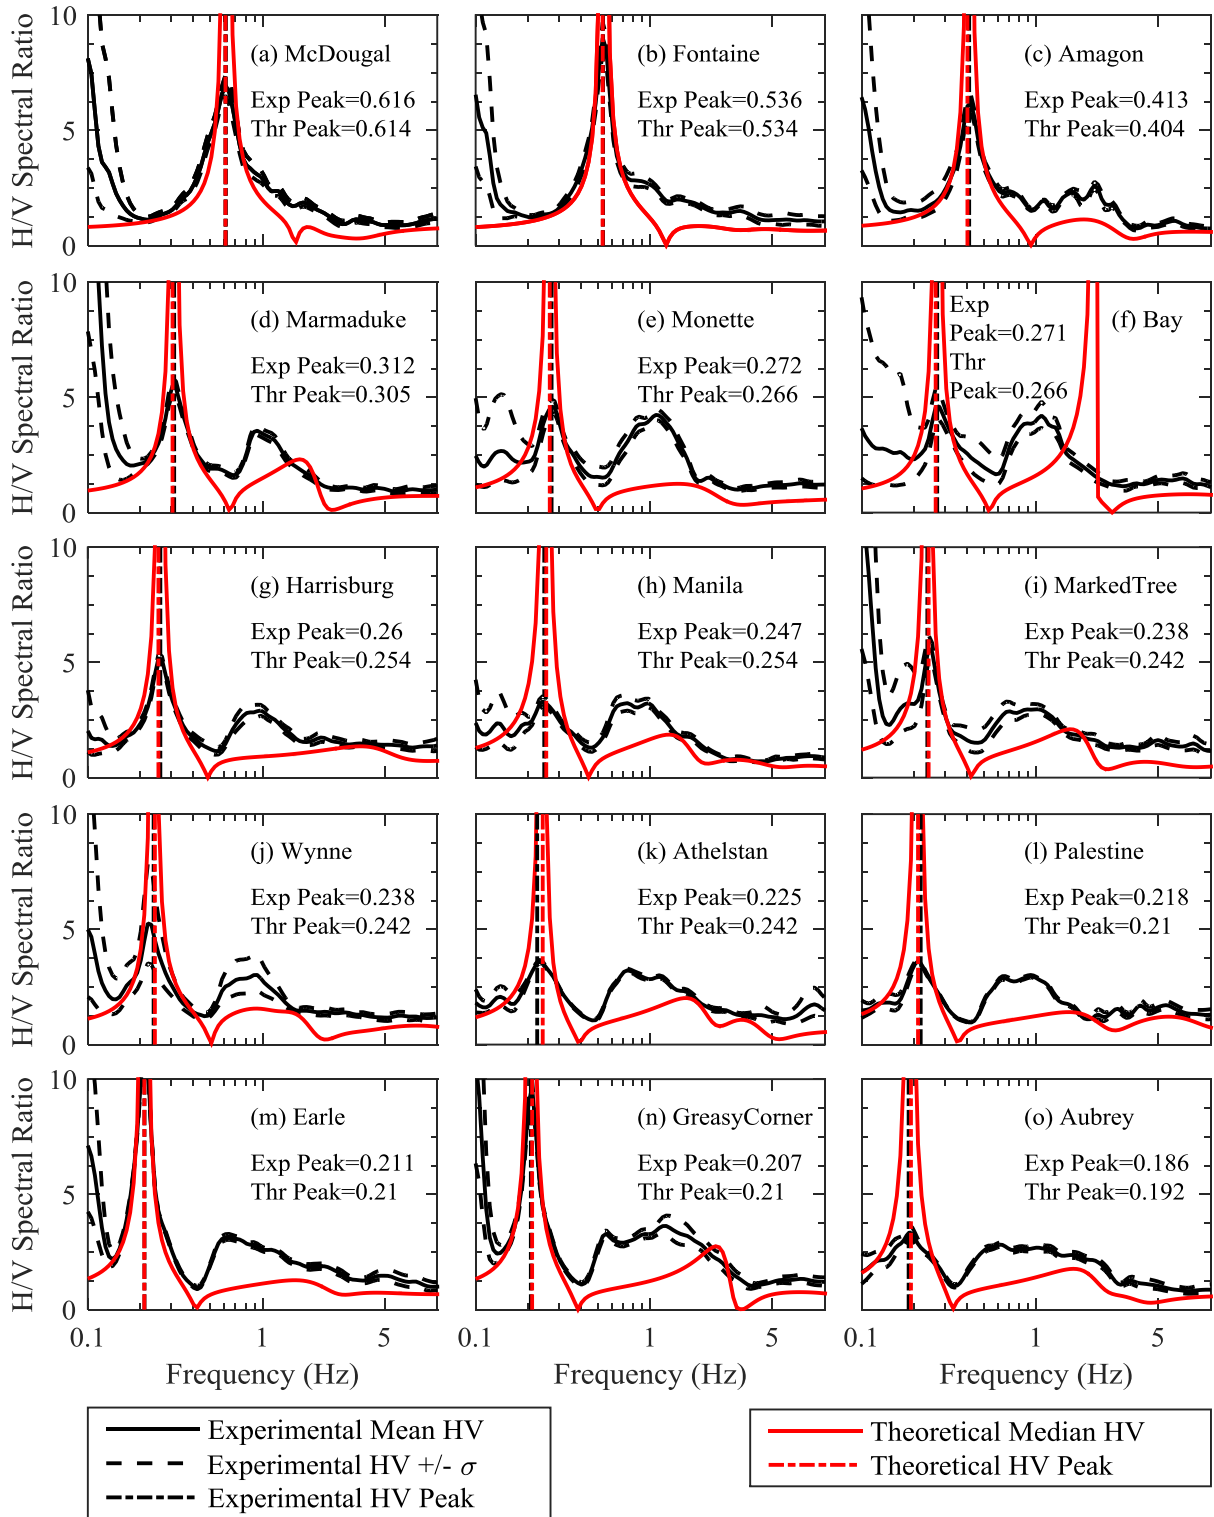 H/V Spectral Ratio
10
5
0
(a) McDougal
Exp Peak=0.616
Thr Peak=0.614
(b) Fontaine
Exp Peak=0.536
Thr Peak=0.534
(c) Amagon
Exp Peak=0.413
Thr Peak=0.404
H/V Spectral Ratio
10
5
0
(d) Marmaduke
Exp Peak=0.312
Thr Peak=0.305
(e) Monette
Exp Peak=0.272
Thr Peak=0.266
Exp
Peak=0.271
Thr
Peak=0.266
(f) Bay
H/V Spectral Ratio
10
5
0
(g) Harrisburg
Exp Peak=0.26
Thr Peak=0.254
(h) Manila
Exp Peak=0.247
Thr Peak=0.254
(i) MarkedTree
Exp Peak=0.238
Thr Peak=0.242
H/V Spectral Ratio
10
5
0
(j) Wynne
Exp Peak=0.238
Thr Peak=0.242
(k) Athelstan
Exp Peak=0.225
Thr Peak=0.242
(l) Palestine
Exp Peak=0.218
Thr Peak=0.21
H/V Spectral Ratio
10
5
0
(m) Earle
Exp Peak=0.211
Thr Peak=0.21
(n) GreasyCorner
Exp Peak=0.207
Thr Peak=0.21
(o) Aubrey
Exp Peak=0.186
Thr Peak=0.192
0.1 1 5
0.1 1 5
0.1 1 5
Frequency (Hz)
Frequency (Hz)
Frequency (Hz)
Experimental Mean HV
Experimental HV +/- σ
Experimental HV Peak
Theoretical Median HV
Theoretical HV Peak